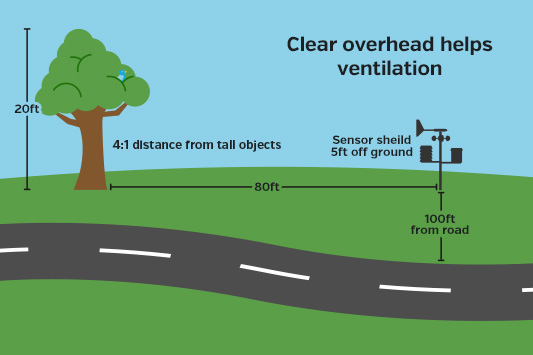 Clear overhead helps
ventilation
20ft
4:1 distance from tall objects
Sensor sheild
5ft off ground
80ft
100ft
from road